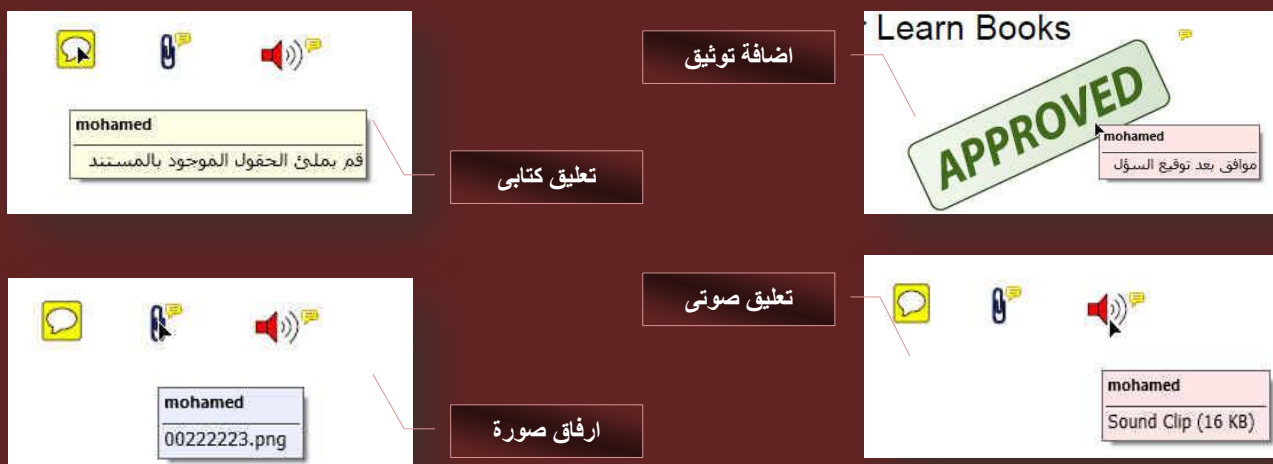 mohamed
قم بملئ الحقول الموجود بالمستند
تعليق كتابى
اضافة توثيق
r Learn Books
APPROVED
mohamed
موافق بعد توقيع السؤل
mohamed
00222223.png
ارفاق صورة
تعليق صوتى
mohamed
Sound Clip (16 KB)